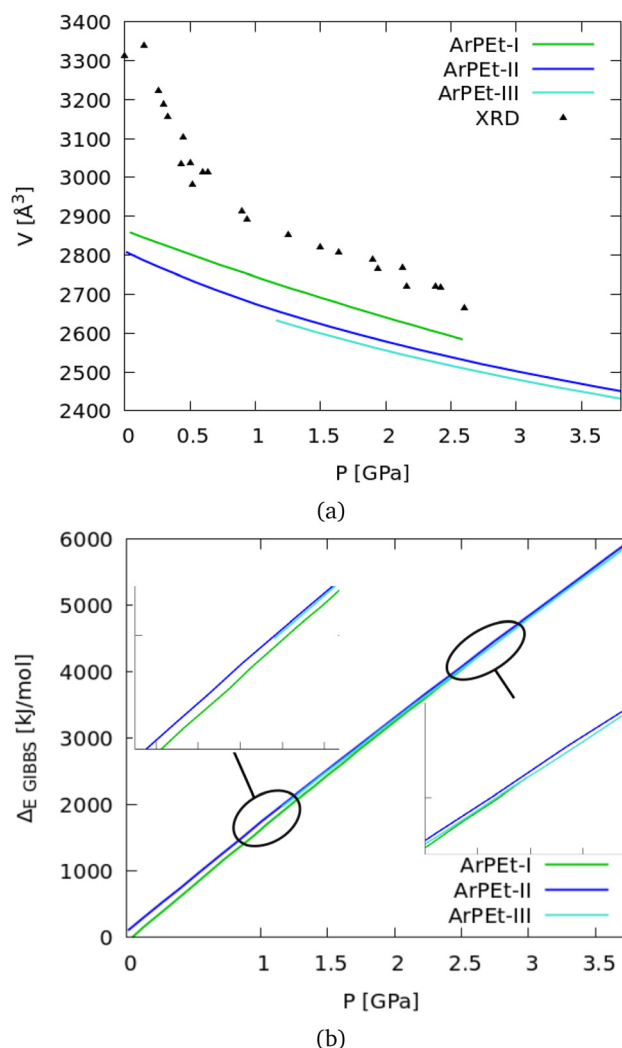 3400
3300
3200
3100
3000
2900
2800
2700
2600
2500
2400
V [Å³]
ArPEt-I
ArPEt-II
ArPEt-III
XRD
0 0.5 1 1.5 2 2.5 3 3.5
P [GPa]
(a)
6000
5000
4000
3000
2000
1000
0
ΔE GIBBS [kJ/mol]
ArPEt-I
ArPEt-II
ArPEt-III
0 0.5 1 1.5 2 2.5 3 3.5
P [GPa]
(b)